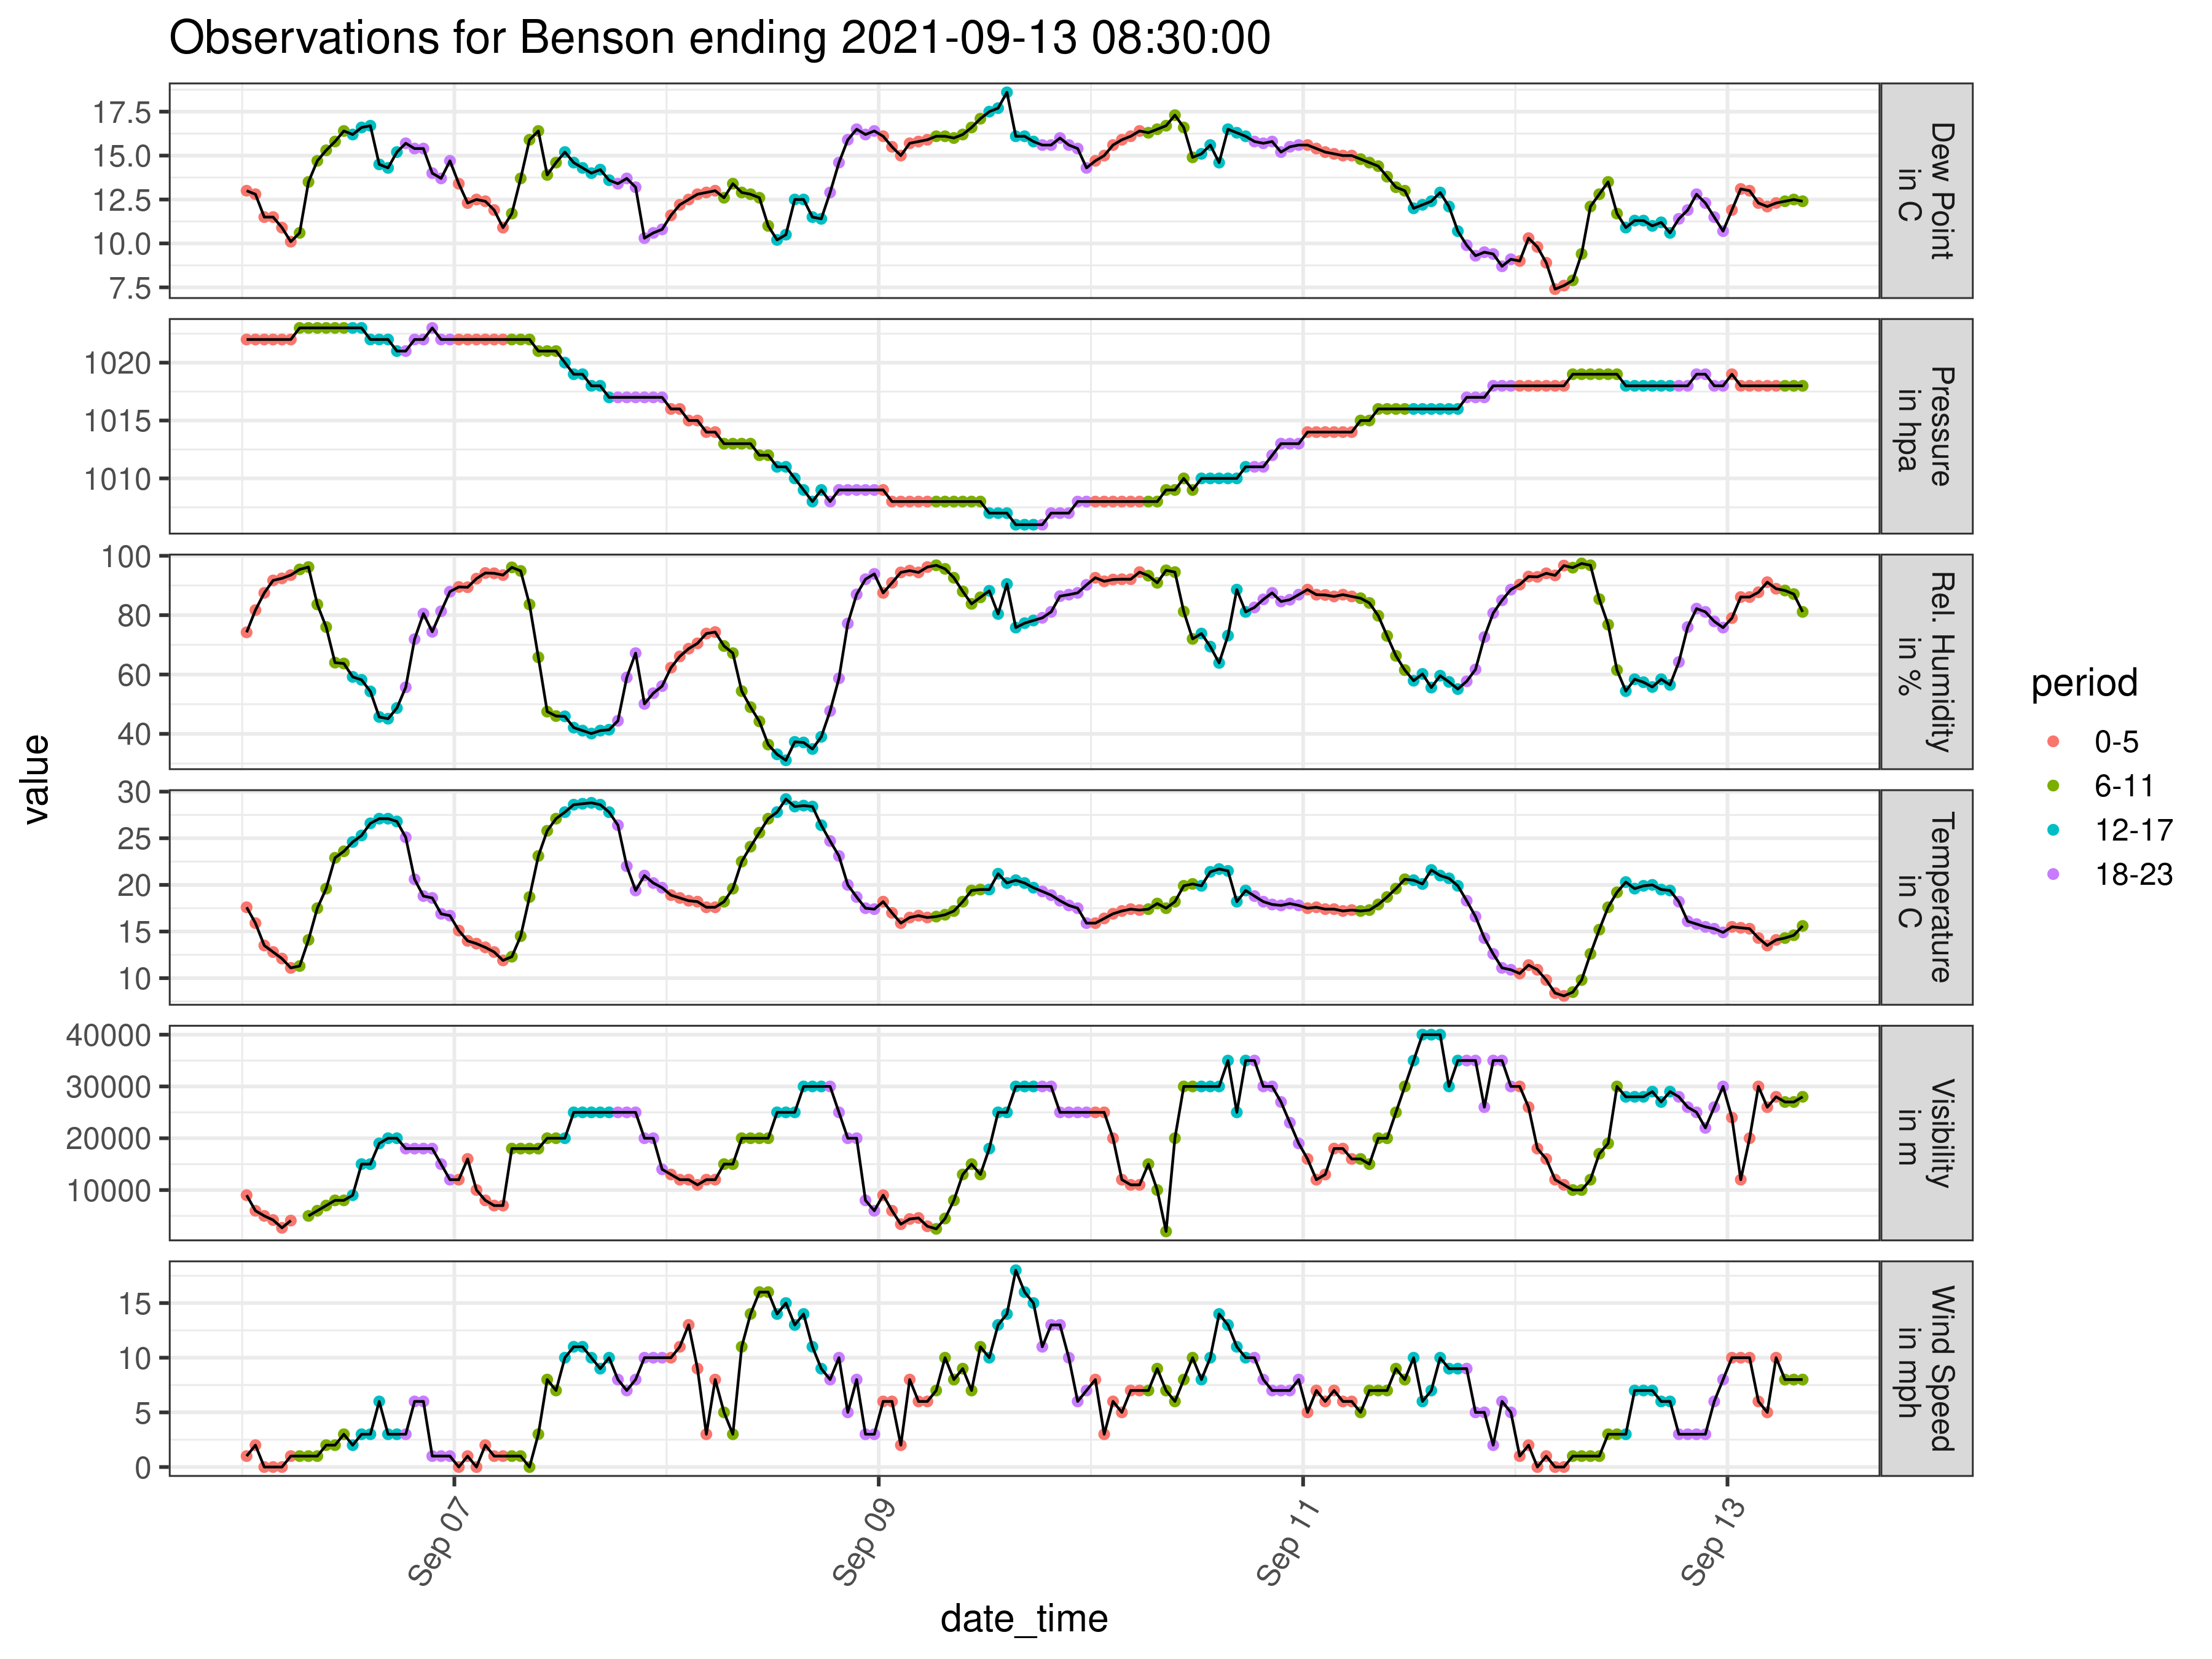 Observations for Benson ending 2021-09-13 08:30:00
17.5
15.0
12.5
10.0
7.5
Dew Point
in C
1020
1015
1010
Pressure
in hpa
100
80
60
40
Rel. Humidity
in %
30
25
20
15
10
Temperature
in C
40000
30000
20000
10000
Visibility
in m
15
10
5
0
Wind Speed
in mph
value
Sep 07
Sep 09
Sep 11
Sep 13
date_time
period
0-5
6-11
12-17
18-23